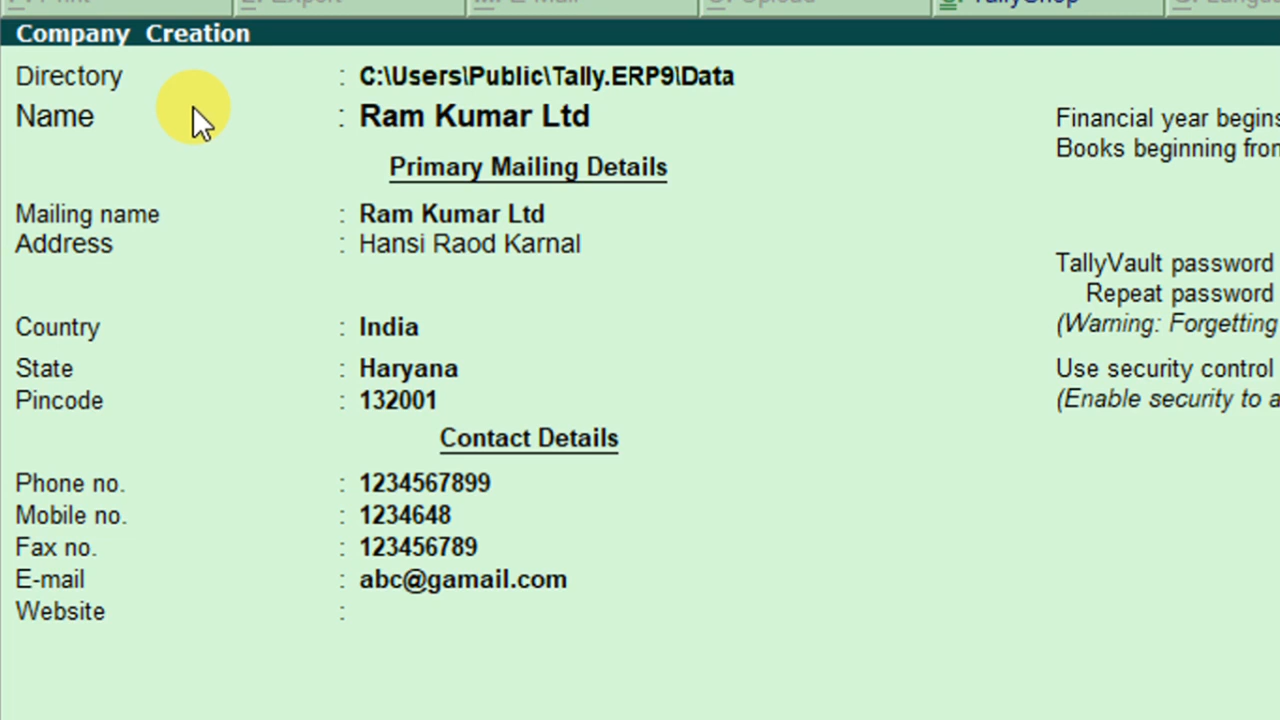 TallyShop
Company Creation
Directory : C:\Users\Public\Tally.ERP9\Data
Name : Ram Kumar Ltd
Financial year begins
Books beginning from
Primary Mailing Details
Mailing name : Ram Kumar Ltd
Address : Hansi Raod Karnal
TallyVault password
Repeat password
(Warning: Forgetting
Country : India
State : Haryana
Use security control
Pincode : 132001
(Enable security to a
Contact Details
Phone no. : 1234567899
Mobile no. : 1234648
Fax no. : 123456789
E-mail : abc@gamail.com
Website :